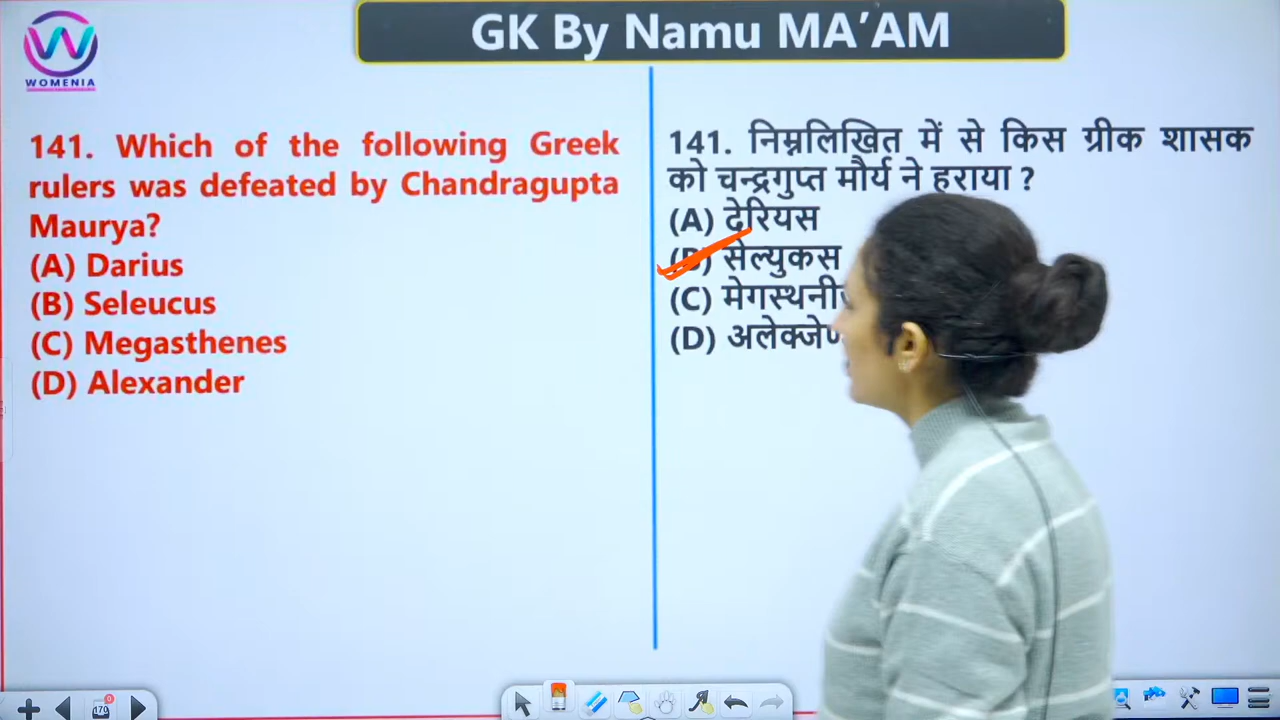 WOMENIA
GK By Namu MA’AM
141. Which of the following Greek
rulers was defeated by Chandragupta
Maurya?
(A) Darius
(B) Seleucus
(C) Megasthenes
(D) Alexander
141. निम्नलिखित में से किस ग्रीक शासक
को चन्द्रगुप्त मौर्य ने हराया ?
(A) देरियस
(B) सेल्युकस
(C)
(D)
170